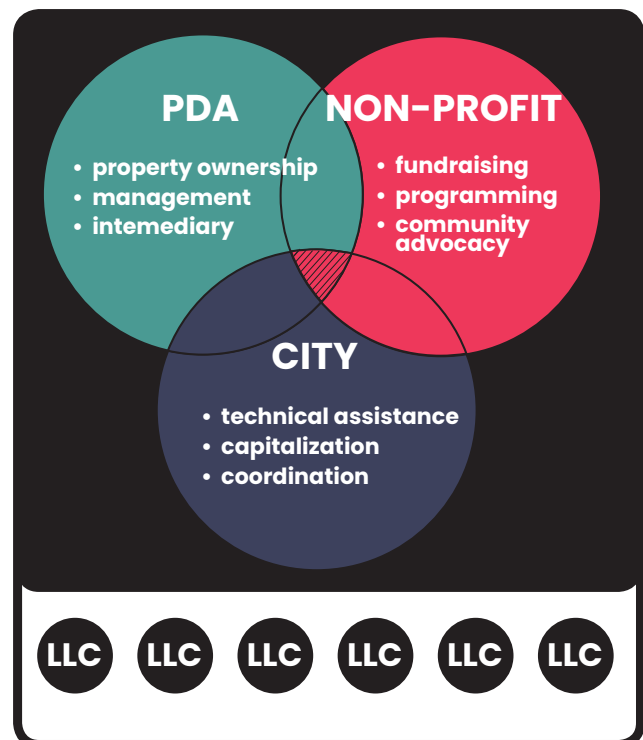 PDA
• property ownership
• management
• intemediary
NON-PROFIT
• fundraising
• programming
• community
advocacy
CITY
• technical assistance
• capitalization
• coordination
LLC
LLC
LLC
LLC
LLC
LLC